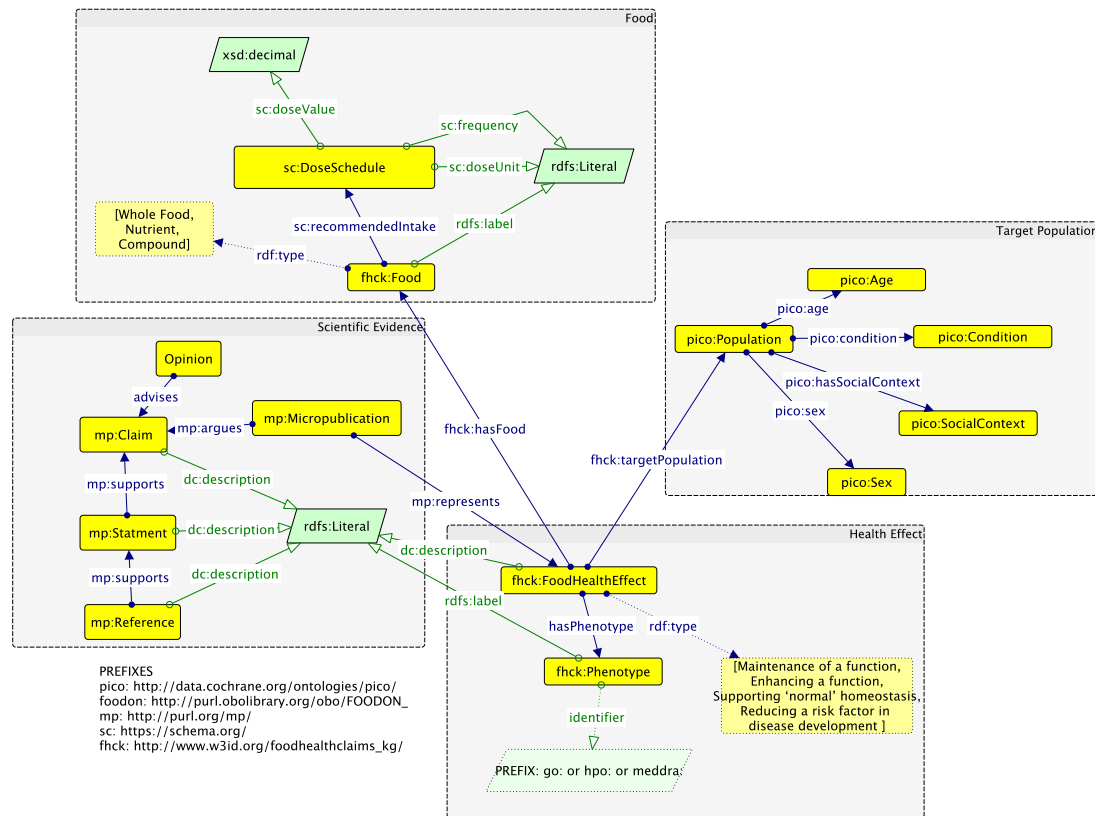 Food
xsd:decimal
sc:doseValue
sc:frequency
sc:DoseSchedule
sc:doseUnit
rdfs:Literal
[Whole Food,
Nutrient,
Compound]
sc:recommendedIntake
rdfs:label
rdf:type
fhck:Food
Target Population
pico:Age
pico:age
pico:Population
pico:condition
pico:Condition
pico:hasSocialContext
pico:sex
pico:SocialContext
pico:Sex
Scientific Evidence
Opinion
advises
mp:Claim
mp:argues
mp:Micropublication
mp:supports
dc:description
mp:Statment
dc:description
rdfs:Literal
mp:supports
dc:description
mp:Reference
fhck:hasFood
fhck:targetPopulation
mp:represents
Health Effect
dc:description
fhck:FoodHealthEffect
rdfs:label
hasPhenotype
rdf:type
fhck:Phenotype
[Maintenance of a function,
Enhancing a function,
Supporting ‘normal’ homeostasis,
Reducing a risk factor in
disease development ]
identifier
PREFIX: go: or hpo: or meddra:
PREFIXES
pico: http://data.cochrane.org/ontologies/pico/
foodon: http://purl.obolibrary.org/obo/FOODON_
mp: http://purl.org/mp/
sc: https://schema.org/
fhck: http://www.w3id.org/foodhealthclaims_kg/